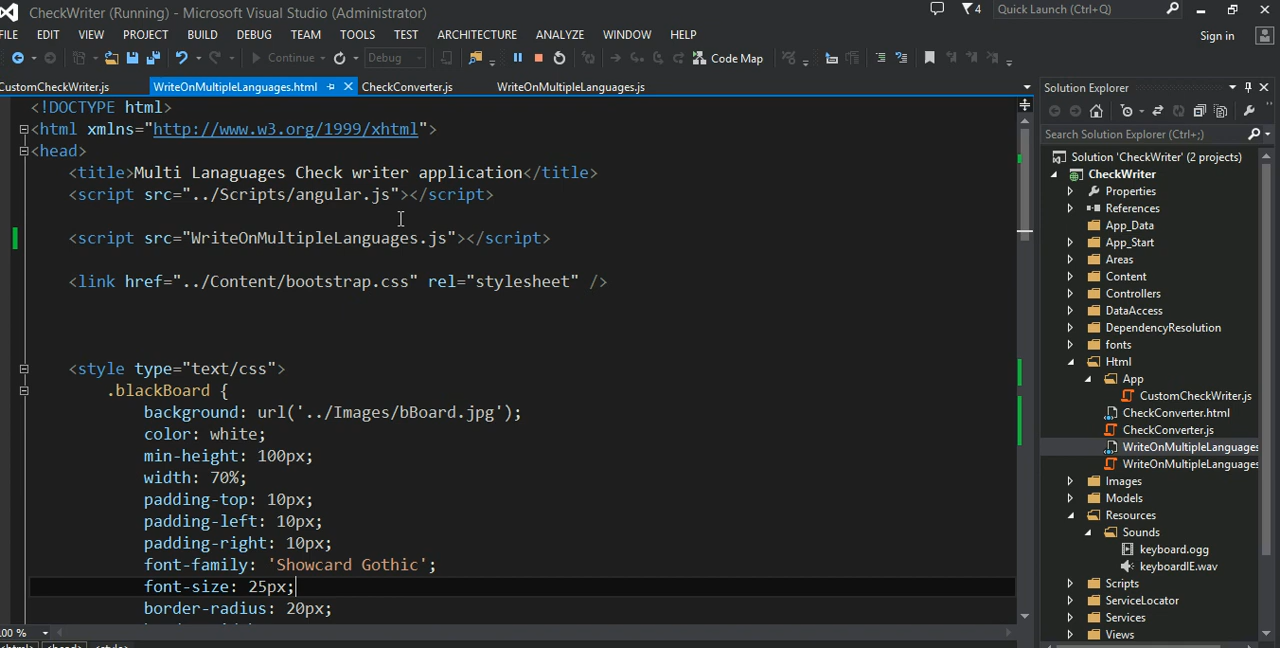 CheckWriter (Running) - Microsoft Visual Studio (Administrator)
4
Quick Launch (Ctrl+Q)
FILE EDIT VIEW PROJECT BUILD DEBUG TEAM TOOLS TEST ARCHITECTURE ANALYZE WINDOW HELP
Sign in
Continue
Debug
Code Map
CustomCheckWriter.js
WriteOnMultipleLanguages.html
CheckConverter.js
WriteOnMultipleLanguages.js
<!DOCTYPE html>
<html xmlns="http://www.w3.org/1999/xhtml">
<head>
<title>Multi Lanaguages Check writer application</title>
<script src="../Scripts/angular.js"></script>
<script src="WriteOnMultipleLanguages.js"></script>
<link href="../Content/bootstrap.css" rel="stylesheet" />
<style type="text/css">
.blackBoard {
background: url('../Images/bBoard.jpg');
color: white;
min-height: 100px;
width: 70%;
padding-top: 10px;
padding-left: 10px;
padding-right: 10px;
font-family: 'Showcard Gothic';
font-size: 25px;
border-radius: 20px;
00 %
<html> <head> <style>
Solution Explorer
Search Solution Explorer (Ctrl+;)
Solution 'CheckWriter' (2 projects)
CheckWriter
Properties
References
App_Data
App_Start
Areas
Content
Controllers
DataAccess
DependencyResolution
fonts
Html
App
CustomCheckWriter.js
CheckConverter.html
CheckConverter.js
WriteOnMultipleLanguages
WriteOnMultipleLanguages
Images
Models
Resources
Sounds
keyboard.ogg
keyboardIE.wav
Scripts
ServiceLocator
Services
Views